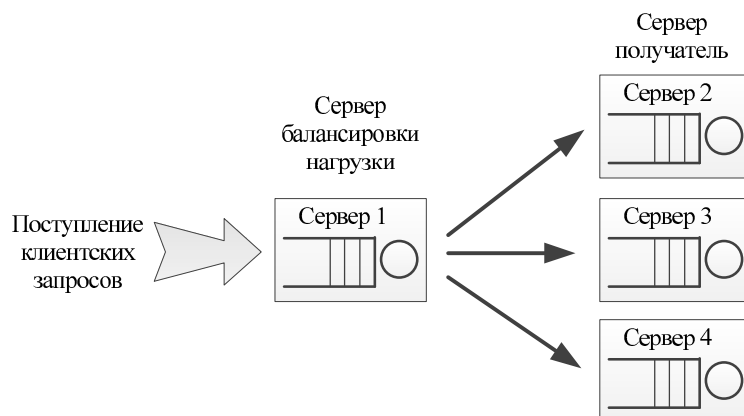 Сервер
получатель
Сервер 2
Сервер
балансировки
нагрузки
Сервер 1
Поступление
клиентских
запросов
Сервер 3
Сервер 4